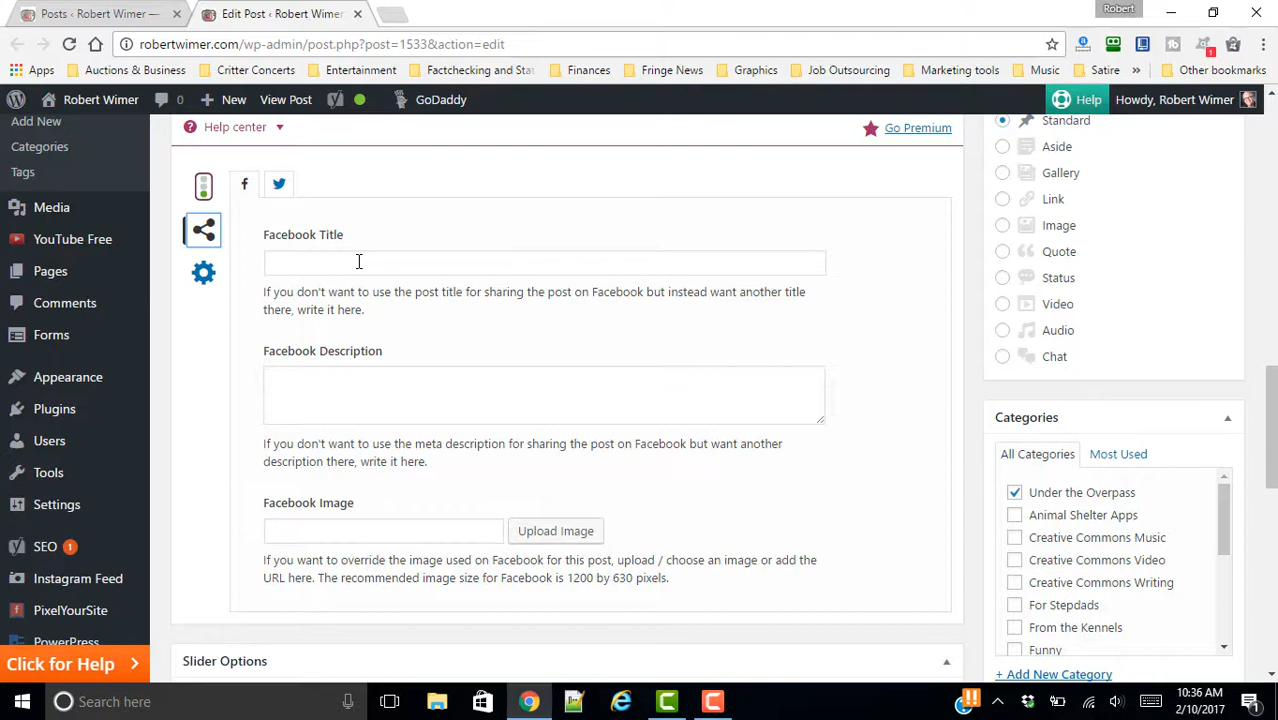 Posts ‹ Robert Wimer —
Edit Post ‹ Robert Wimer
Robert
robertwimer.com/wp-admin/post.php?post=1533&action=edit
1
Apps
Auctions & Business
Critter Concerts
Entertainment
Factchecking and Stat
Finances
Fringe News
Graphics
Job Outsourcing
Marketing tools
Music
Satire
»
Other bookmarks
Robert Wimer
0
New
View Post
GoDaddy
Help
Howdy, Robert Wimer
Add New
Categories
Tags
Media
YouTube Free
Pages
Comments
Forms
Appearance
Plugins
Users
Tools
Settings
SEO 1
Instagram Feed
PixelYourSite
PowerPress
Click for Help
Help center
Go Premium
Facebook Title
If you don't want to use the post title for sharing the post on Facebook but instead want another title
there, write it here.
Facebook Description
If you don't want to use the meta description for sharing the post on Facebook but want another
description there, write it here.
Facebook Image
Upload Image
If you want to override the image used on Facebook for this post, upload / choose an image or add the
URL here. The recommended image size for Facebook is 1200 by 630 pixels.
Slider Options
Standard
Aside
Gallery
Link
Image
Quote
Status
Video
Audio
Chat
Categories
All Categories
Most Used
Under the Overpass
Animal Shelter Apps
Creative Commons Music
Creative Commons Video
Creative Commons Writing
For Stepdads
From the Kennels
Funny
+ Add New Category
Search here
10:36 AM
2/10/2017
1